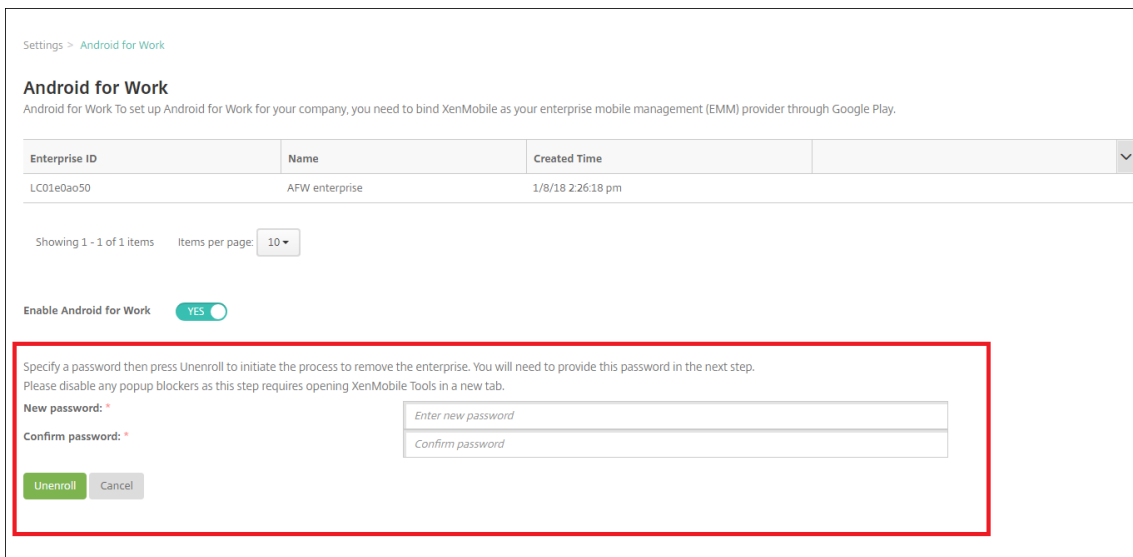 Settings > Android for Work
Android for Work
Android for Work To set up Android for Work for your company, you need to bind XenMobile as your enterprise mobile management (EMM) provider through Google Play.
Enterprise ID Name Created Time
LC01e0ao50 AFW enterprise 1/8/18 2:26:18 pm
Showing 1 - 1 of 1 items Items per page: 10
Enable Android for Work YES
Specify a password then press Unenroll to initiate the process to remove the enterprise. You will need to provide this password in the next step.
Please disable any popup blockers as this step requires opening XenMobile Tools in a new tab.
New password: * Enter new password
Confirm password: * Confirm password
Unenroll Cancel